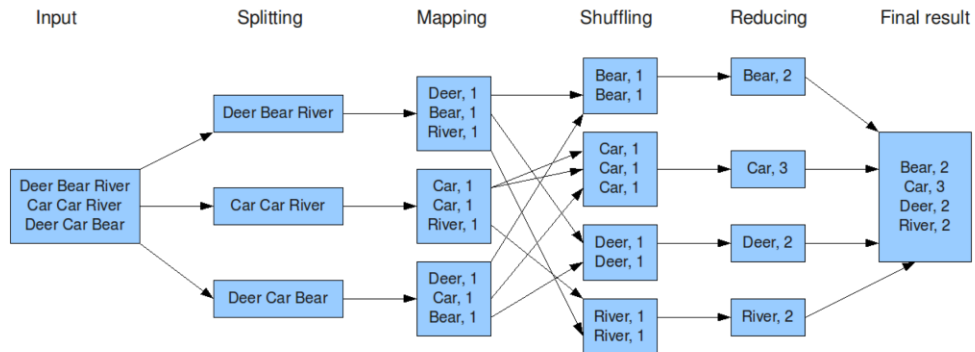 Input
Splitting
Mapping
Shuffling
Reducing
Final result
Deer Bear River
Car Car River
Deer Car Bear
Deer Bear River
Car Car River
Deer Car Bear
Deer, 1
Bear, 1
River, 1
Car, 1
Car, 1
River, 1
Deer, 1
Car, 1
Bear, 1
Bear, 1
Bear, 1
Car, 1
Car, 1
Car, 1
Deer, 1
Deer, 1
River, 1
River, 1
Bear, 2
Car, 3
Deer, 2
River, 2
Bear, 2
Car, 3
Deer, 2
River, 2